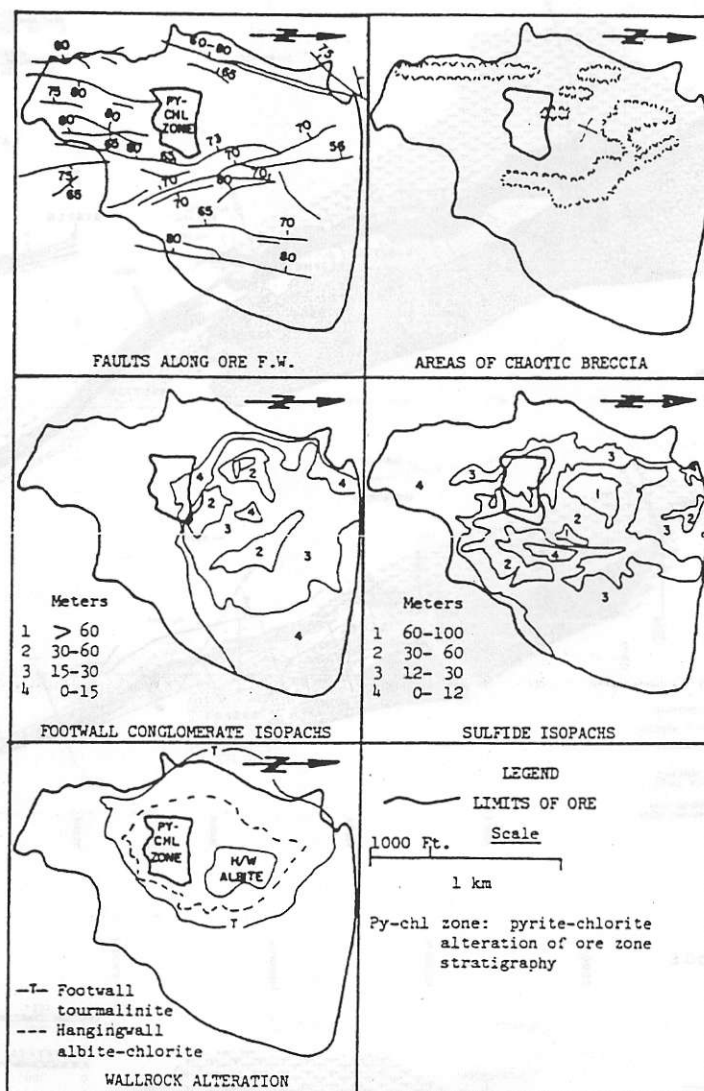 N
80
60-80
65
75
75
80
80
80
65
80
65
73
70
70
56
70
80
70
70
75
65
65
70
80
80
PY-
CHL
ZONE
FAULTS ALONG ORE F.W.
N
AREAS OF CHAOTIC BRECCIA
N
4
2
4
2
4
3
2
3
4
Meters
1 > 60
2 30-60
3 15-30
4 0-15
FOOTWALL CONGLOMERATE ISOPACHS
N
4
3
3
1
2
3
2
1
4
2
3
Meters
1 60-100
2 30- 60
3 12- 30
4 0- 12
SULFIDE ISOPACHS
T
N
PY-
CHL
ZONE
H/W
ALBITE
T
—T— Footwall
tourmalinite
--- Hangingwall
albite-chlorite
WALLROCK ALTERATION
LEGEND
LIMITS OF ORE
Scale
1000 Ft.
1 km
Py-chl zone: pyrite-chlorite
alteration of ore zone
stratigraphy